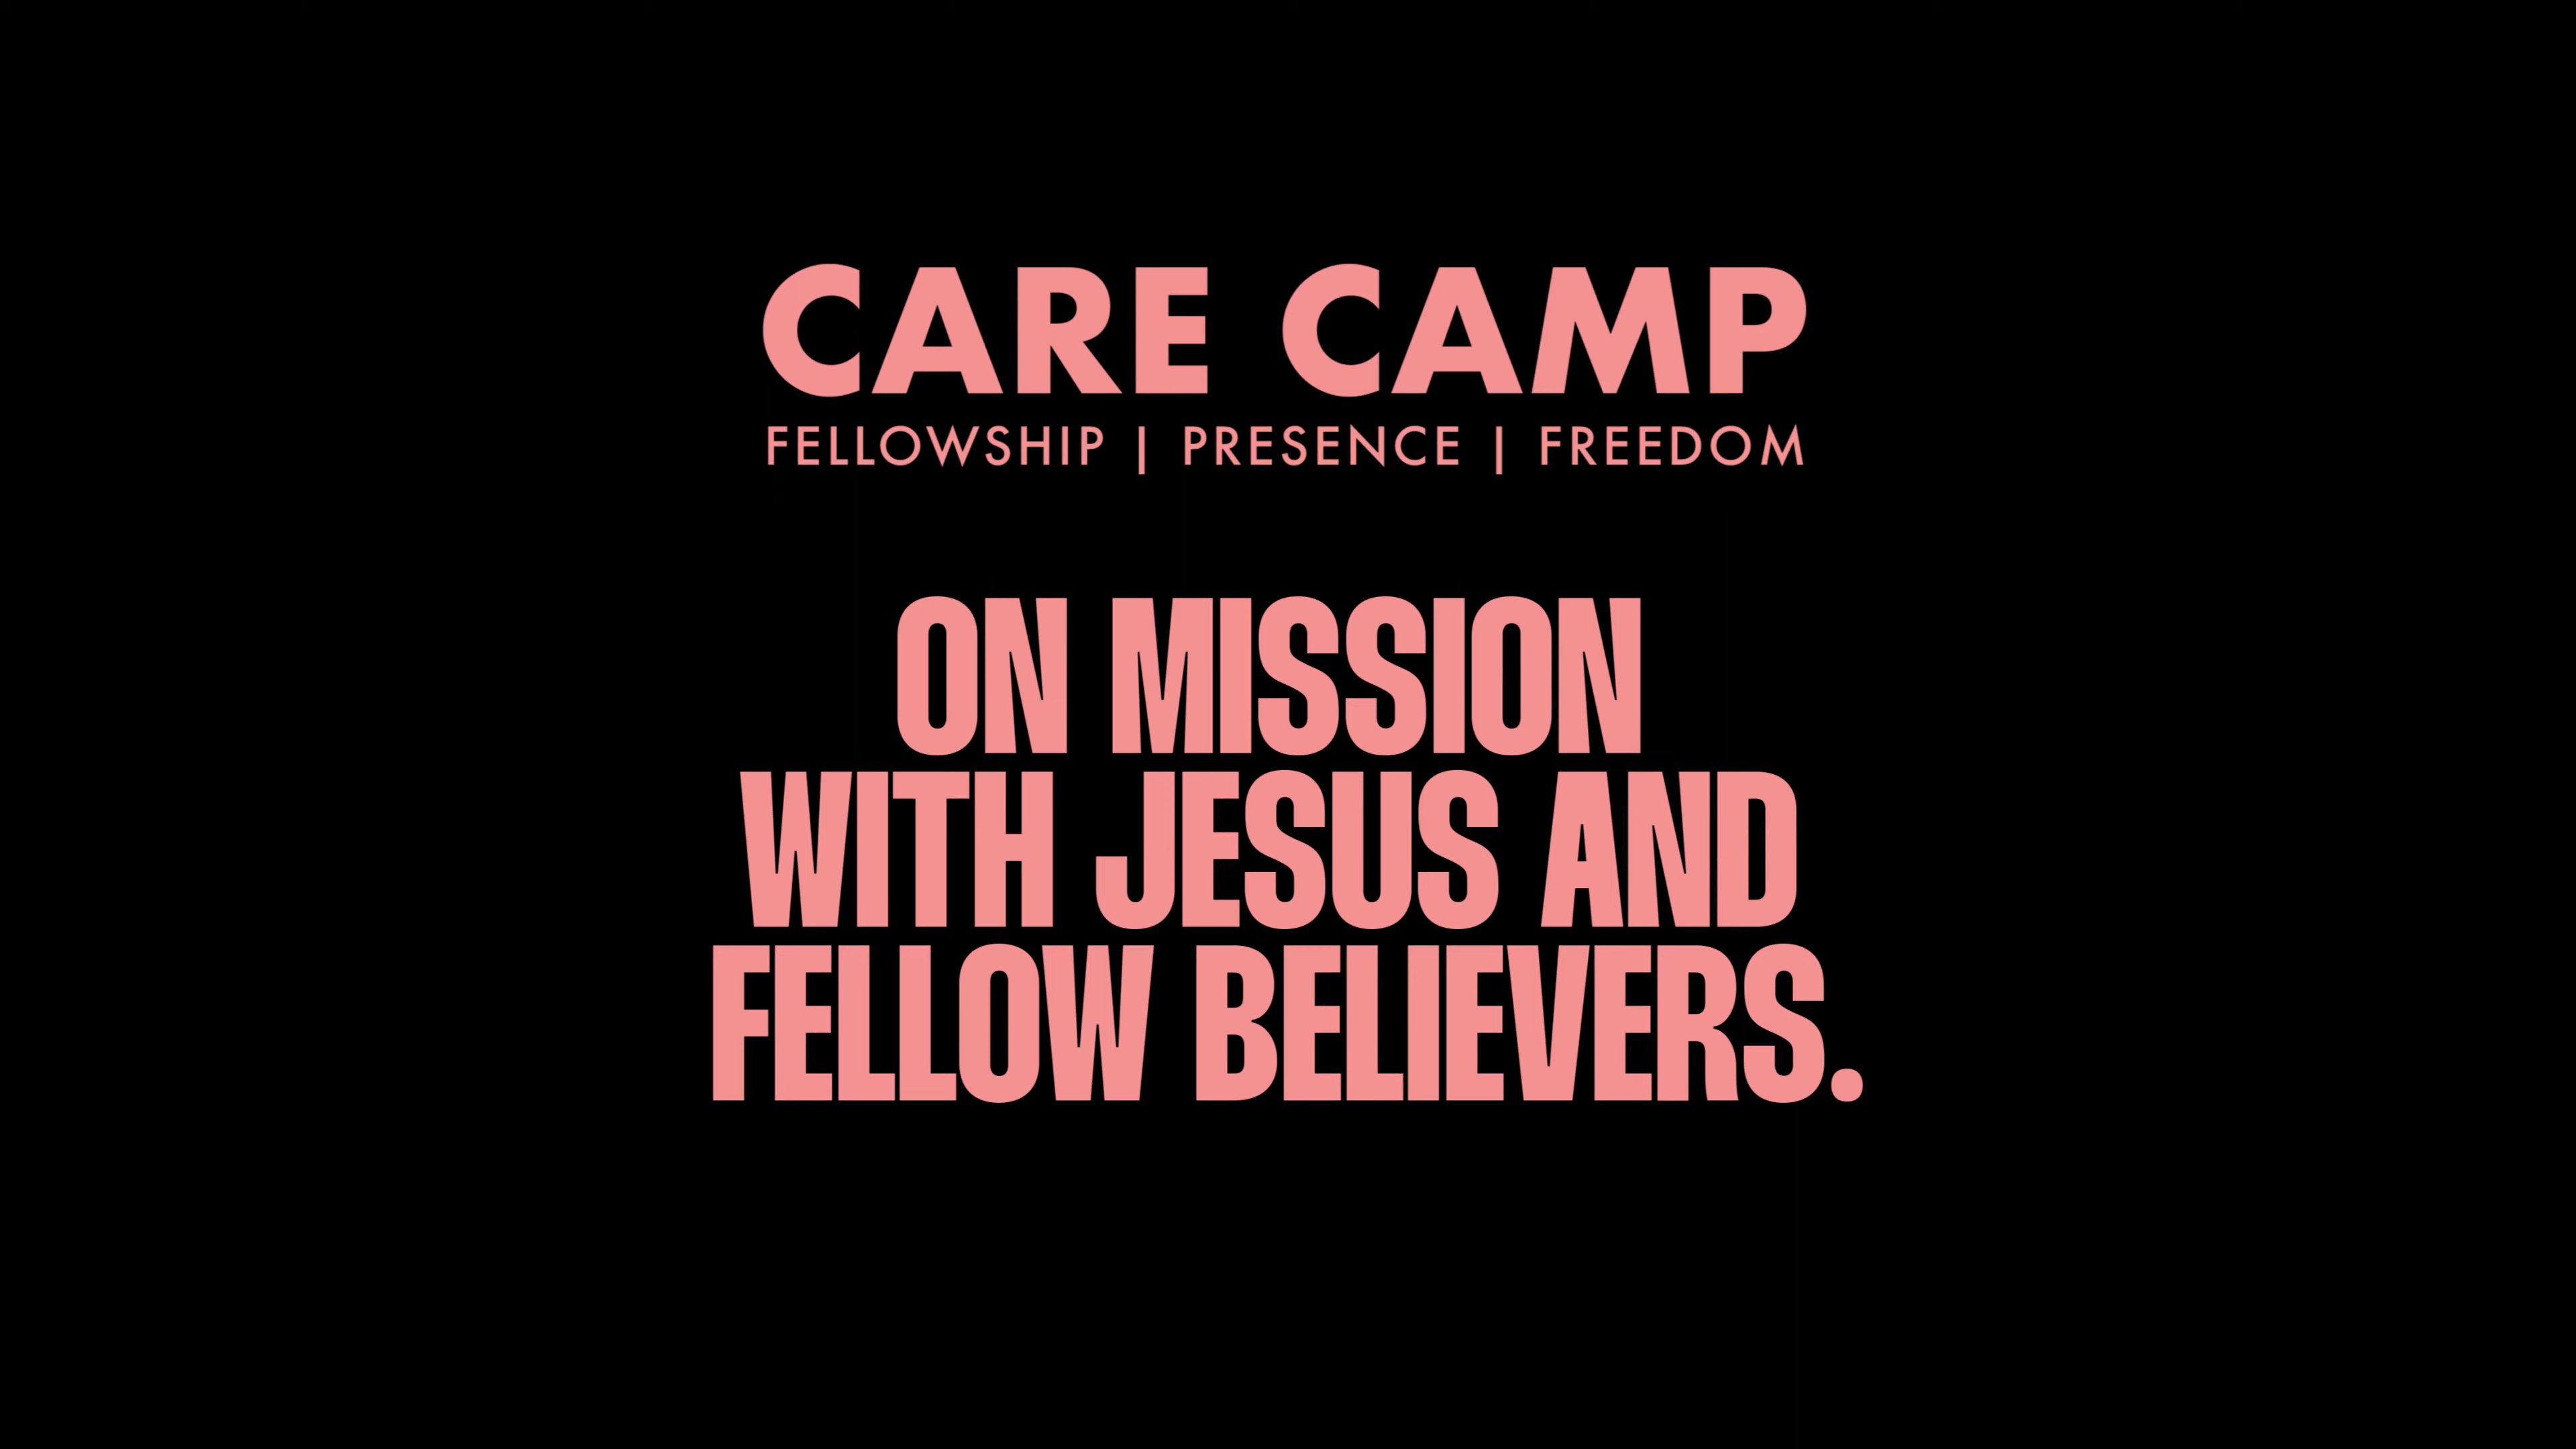 CARE CAMP
FELLOWSHIP | PRESENCE | FREEDOM
ON MISSION
WITH JESUS AND
FELLOW BELIEVERS.